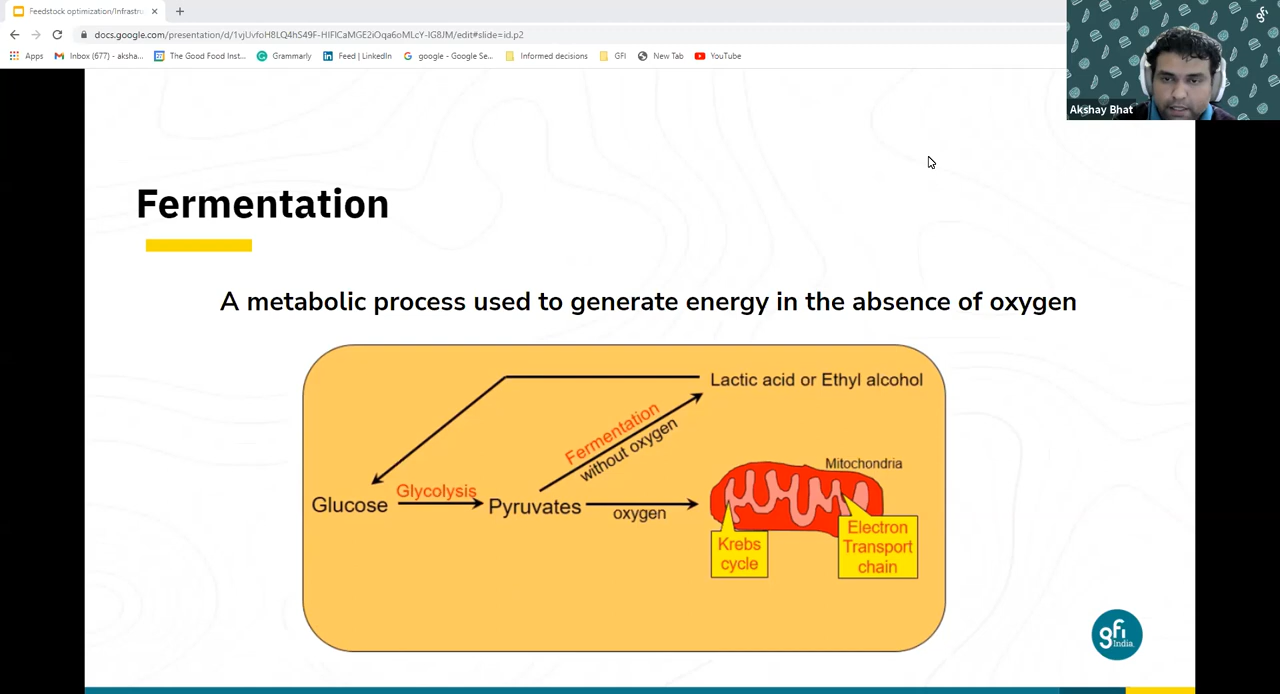 Feedstock optimization/Infrastru
docs.google.com/presentation/d/1vjUvfoH8LQ4hS49F-HIFlCaMGE2iOqa6oMLcY-IG8JM/edit#slide=id.p2
Apps Inbox (677) - aksha... The Good Food Inst... Grammarly Feed | LinkedIn google - Google Se... Informed decisions GFI New Tab YouTube
gfi
Akshay Bhat
Fermentation
A metabolic process used to generate energy in the absence of oxygen
Lactic acid or Ethyl alcohol
Fermentation
without oxygen
Mitochondria
Glycolysis
Glucose
Pyruvates
oxygen
Krebs
cycle
Electron
Transport
chain
gfi
India.